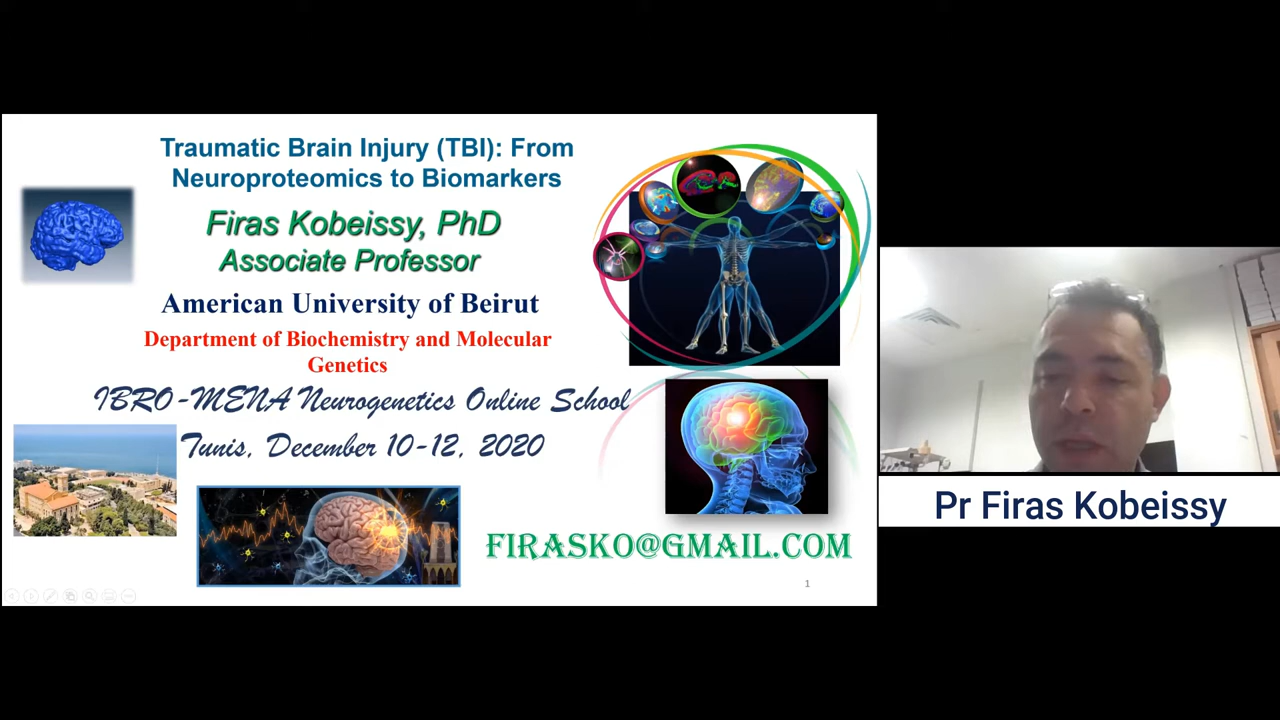 Traumatic Brain Injury (TBI): From
Neuroproteomics to Biomarkers
Firas Kobeissy, PhD
Associate Professor
American University of Beirut
Department of Biochemistry and Molecular
Genetics
IBRO-MENA Neurogenetics Online School
Tunis, December 10-12, 2020
FIRASKO@GMAIL.COM
1
Pr Firas Kobeissy